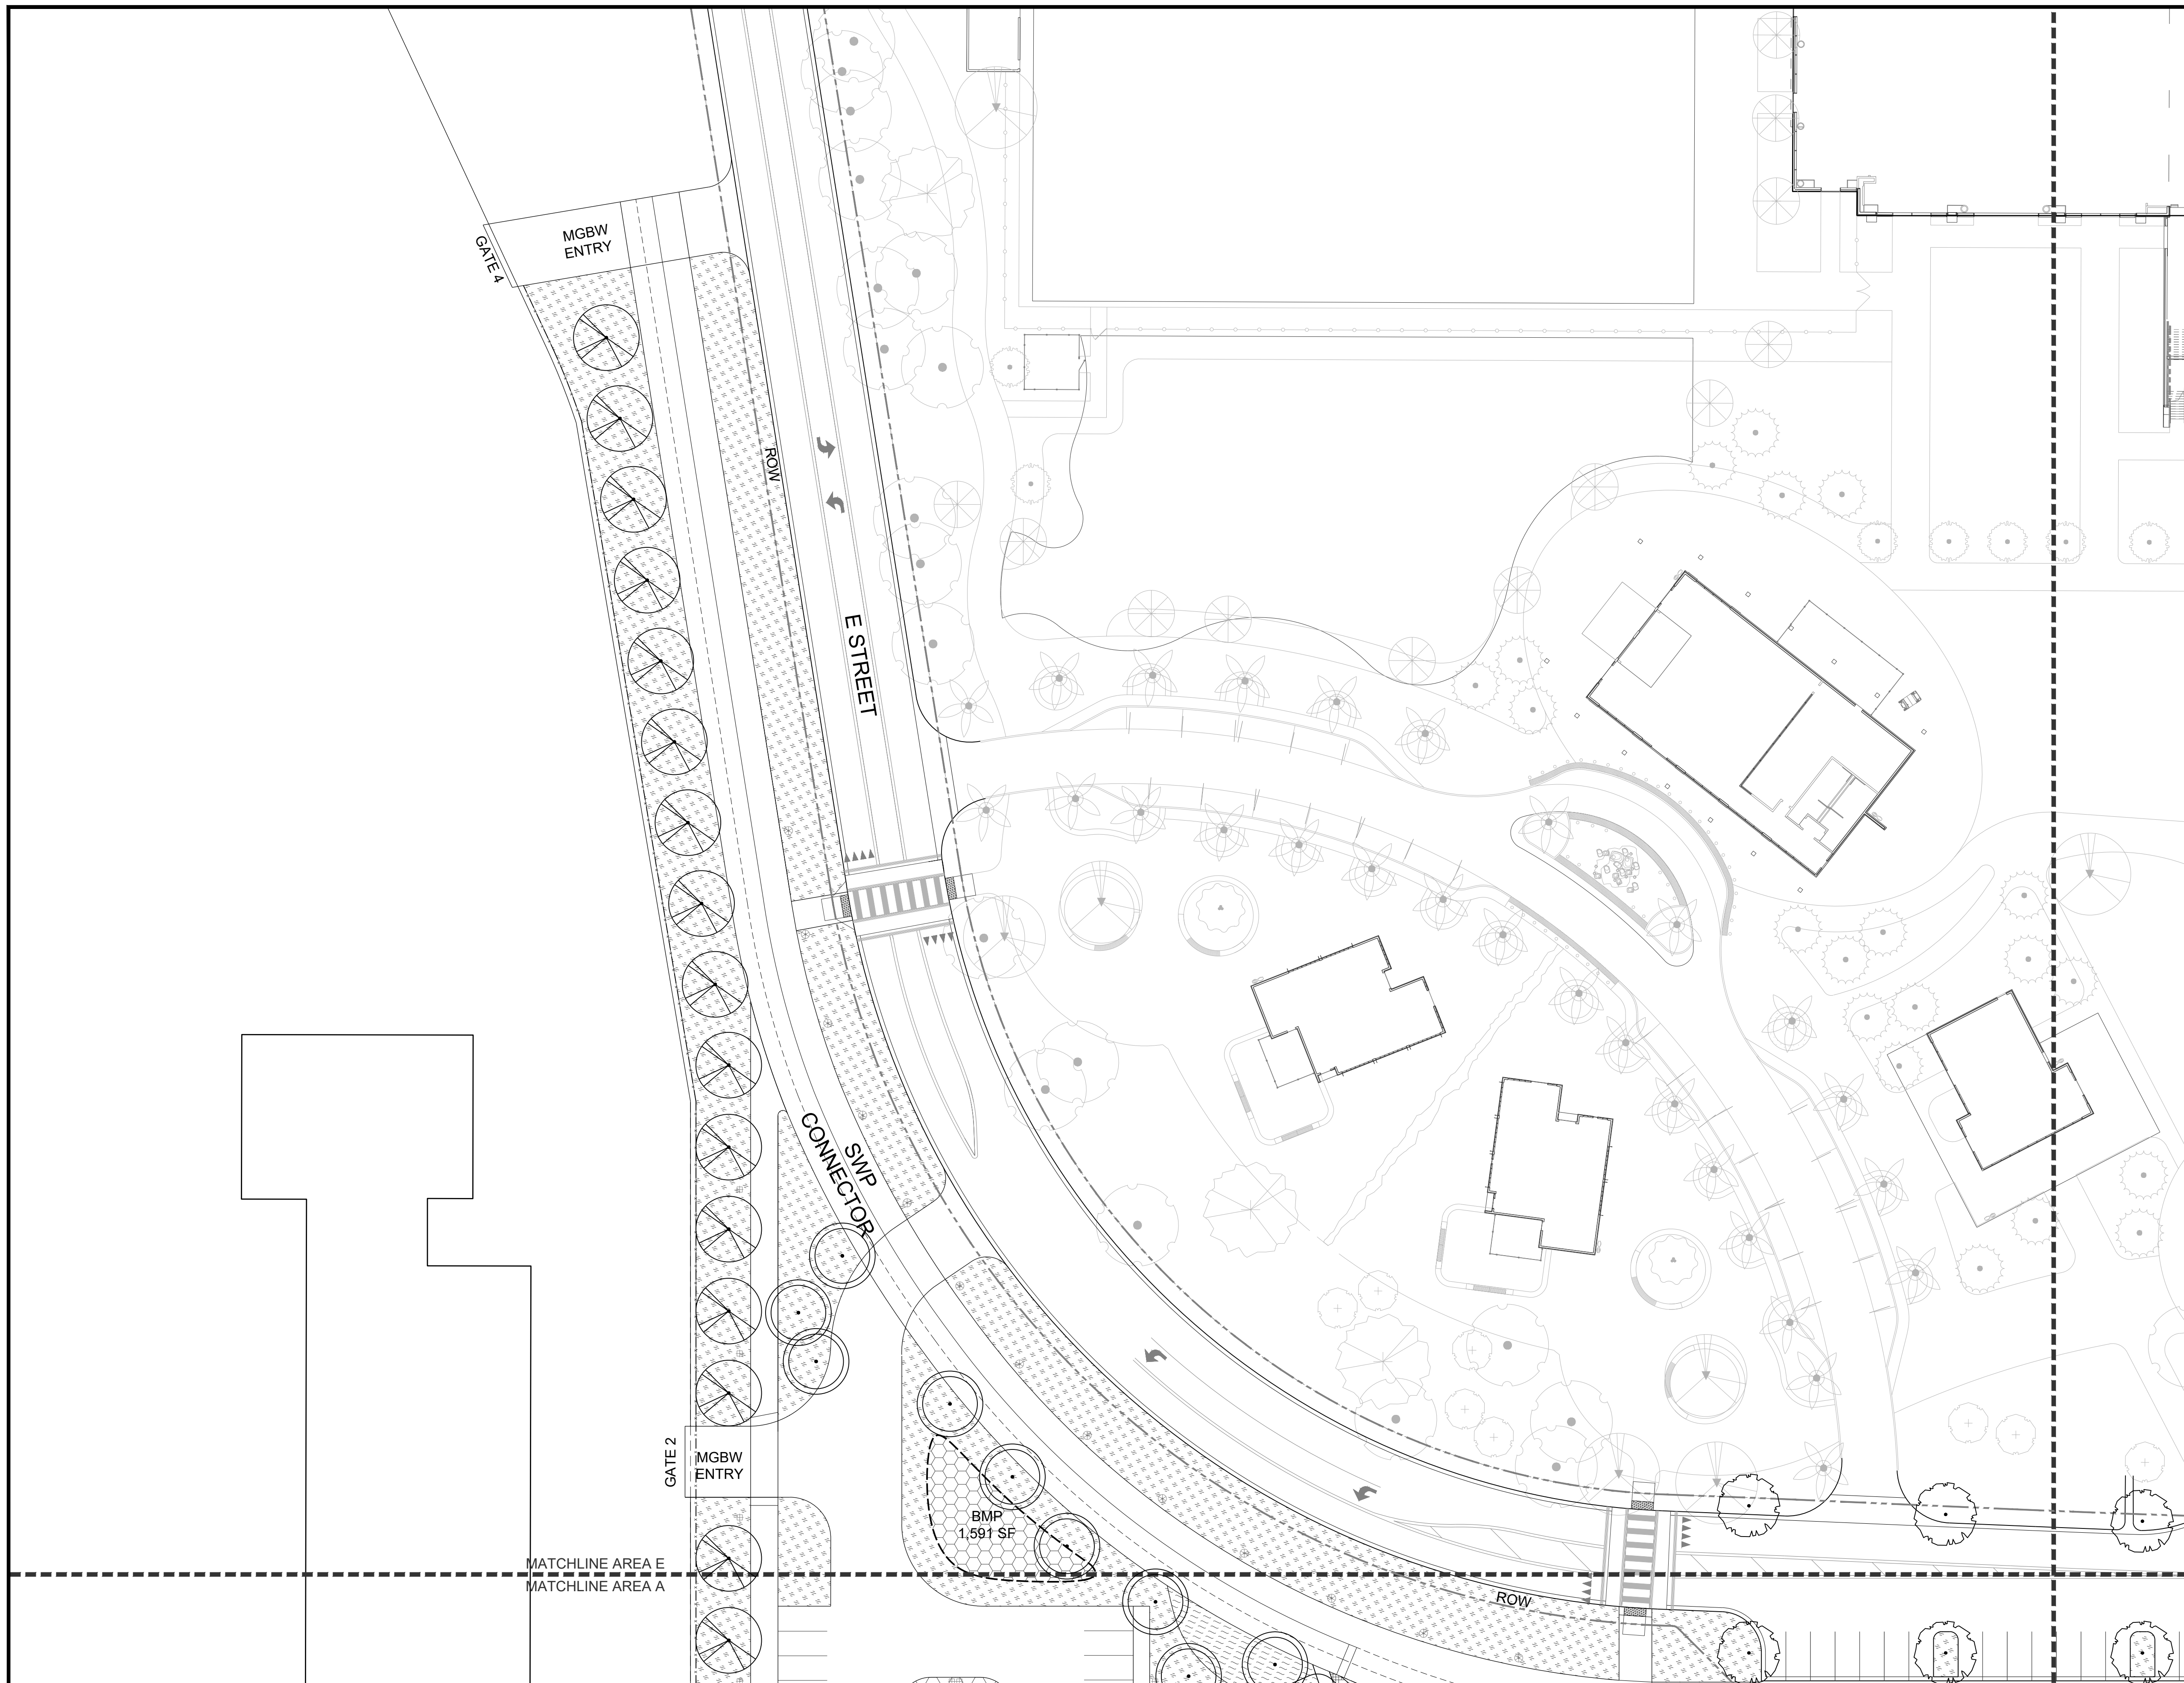 MGBW
ENTRY
GATE 4
ROW
E STREET
SWP
CONNECTOR
GATE 2
MGBW
ENTRY
BMP
1,591 SF
MATCHLINE AREA E
MATCHLINE AREA A
ROW